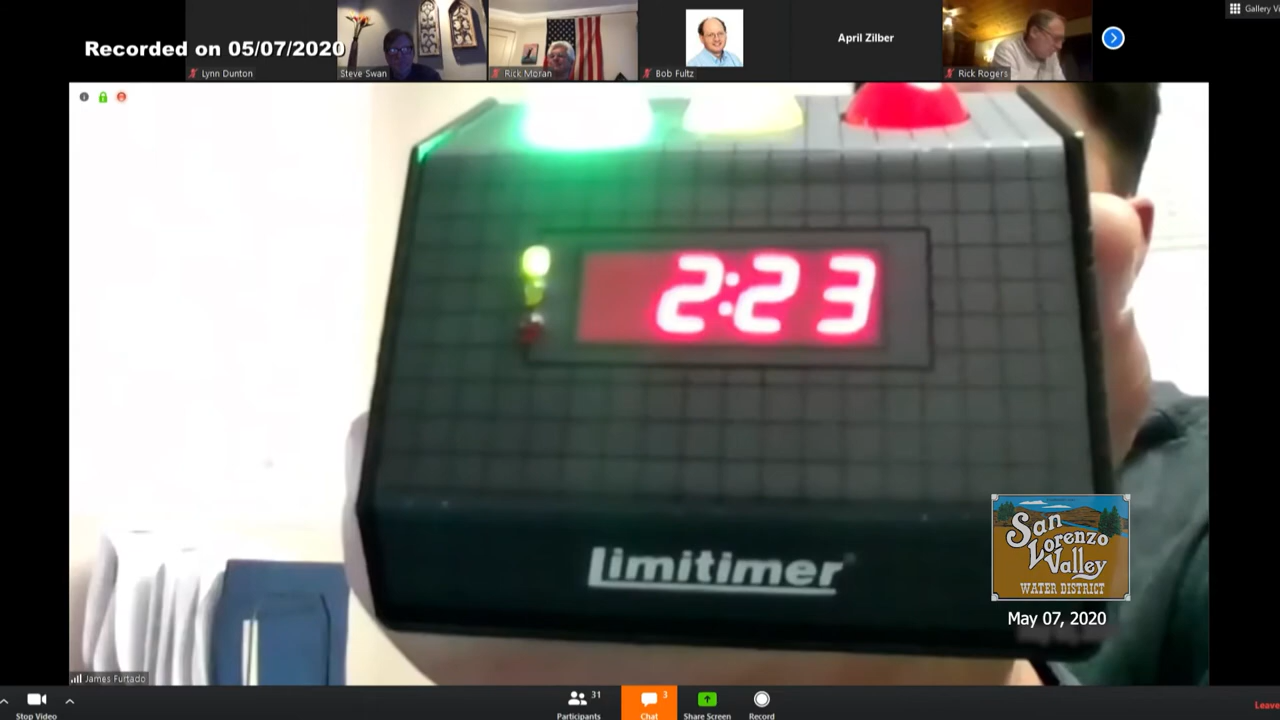 Recorded on 05/07/2020
Lynn Dunton
Steve Swan
Rick Moran
Bob Fultz
April Zilber
Rick Rogers
Gallery Vi
2:23
Limitimer
San
Lorenzo
Valley
WATER DISTRICT
May 07, 2020
James Furtado
Stop Video
31
Participants
3
Chat
Share Screen
Record
Leave